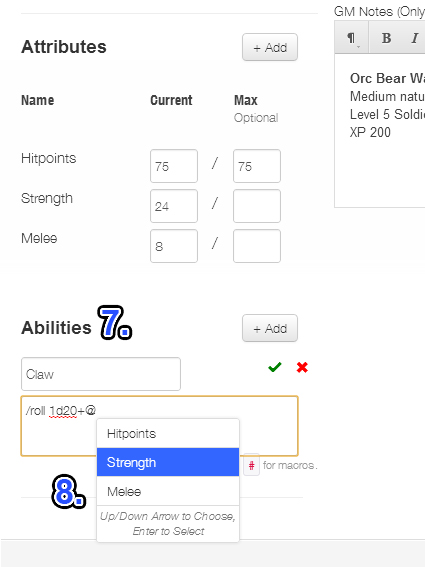 GM Notes (Only
Attributes
+ Add
¶ B I
Name Current Max
Optional
Orc Bear Wa
Medium natu
Level 5 Soldi
XP 200
Hitpoints 75 / 75
Strength 24 /
Melee 8 /
Abilities 7. + Add
Claw
/roll 1d20+@
Hitpoints
Strength
# for macros.
8.
Melee
Up/Down Arrow to Choose,
Enter to Select